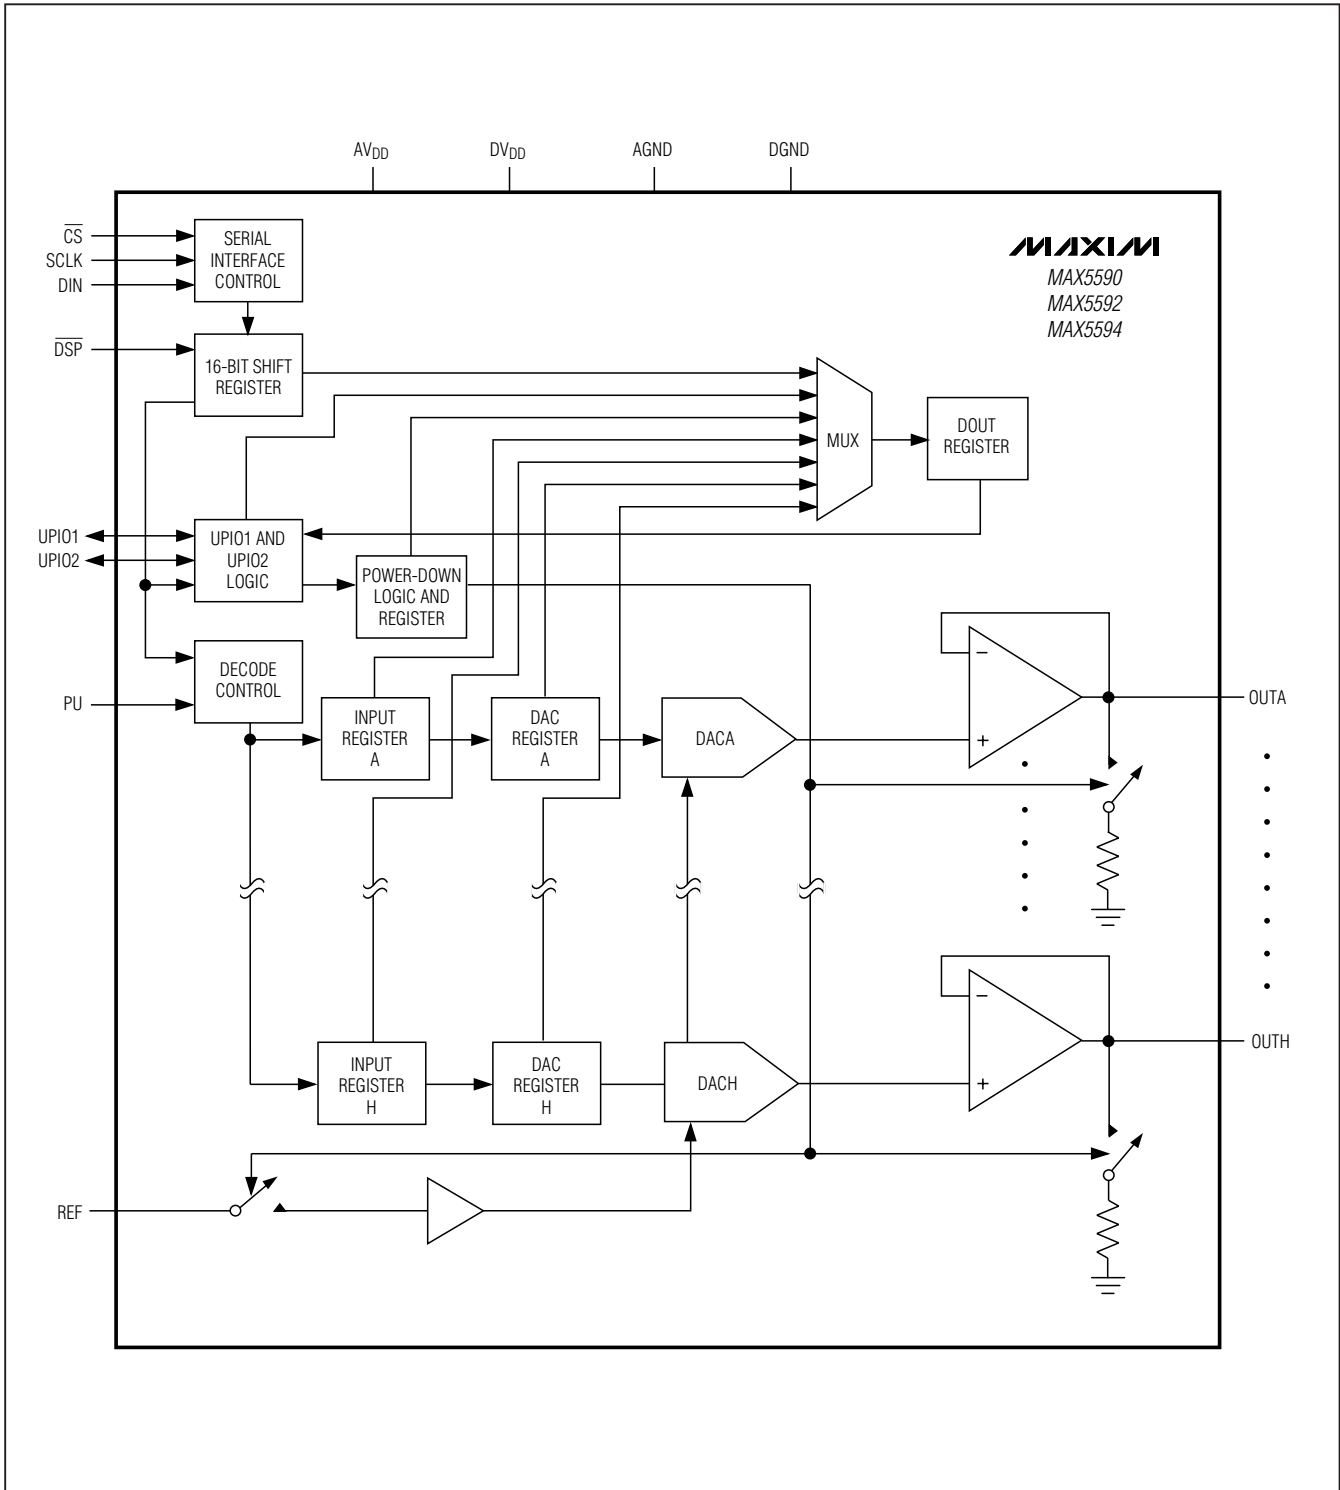 AVDD
DVDD
AGND
DGND
CS
SCLK
DIN
SERIAL
INTERFACE
CONTROL
MAXIM
MAX5590
MAX5592
MAX5594
DSP
16-BIT SHIFT
REGISTER
MUX
DOUT
REGISTER
UPIO1
UPIO2
UPIO1 AND
UPIO2
LOGIC
POWER-DOWN
LOGIC AND
REGISTER
DECODE
CONTROL
PU
INPUT
REGISTER
A
DAC
REGISTER
A
DACA
−
+
OUTA
INPUT
REGISTER
H
DAC
REGISTER
H
DACH
−
+
OUTH
REF